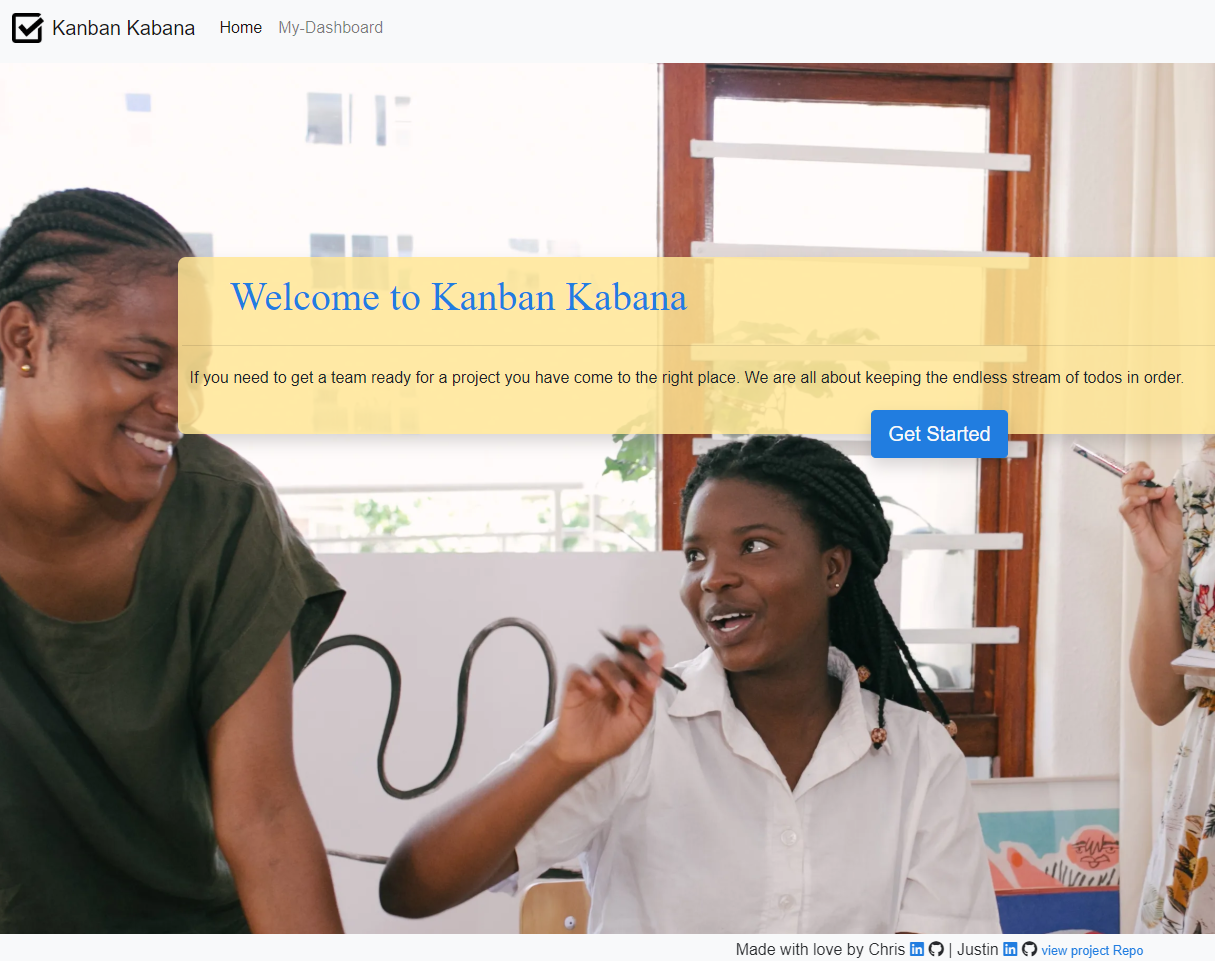 Kanban Kabana Home My-Dashboard
Welcome to Kanban Kabana
If you need to get a team ready for a project you have come to the right place. We are all about keeping the endless stream of todos in order.
Get Started
Made with love by Chris | Justin view project Repo